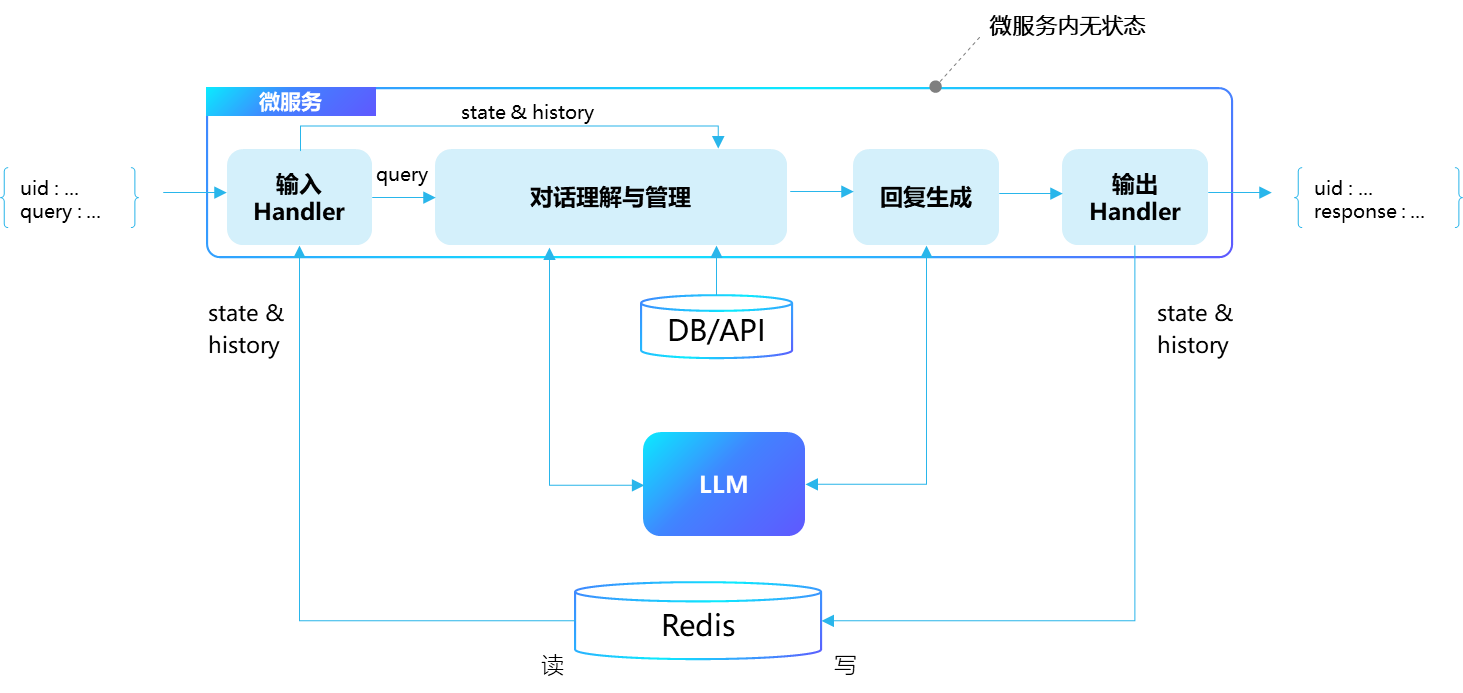 微服务内无状态
微服务
state & history
uid : ...
query : ...
输入
Handler
query
对话理解与管理
回复生成
输出
Handler
uid : ...
response : ...
state &
history
DB/API
state &
history
LLM
Redis
读
写